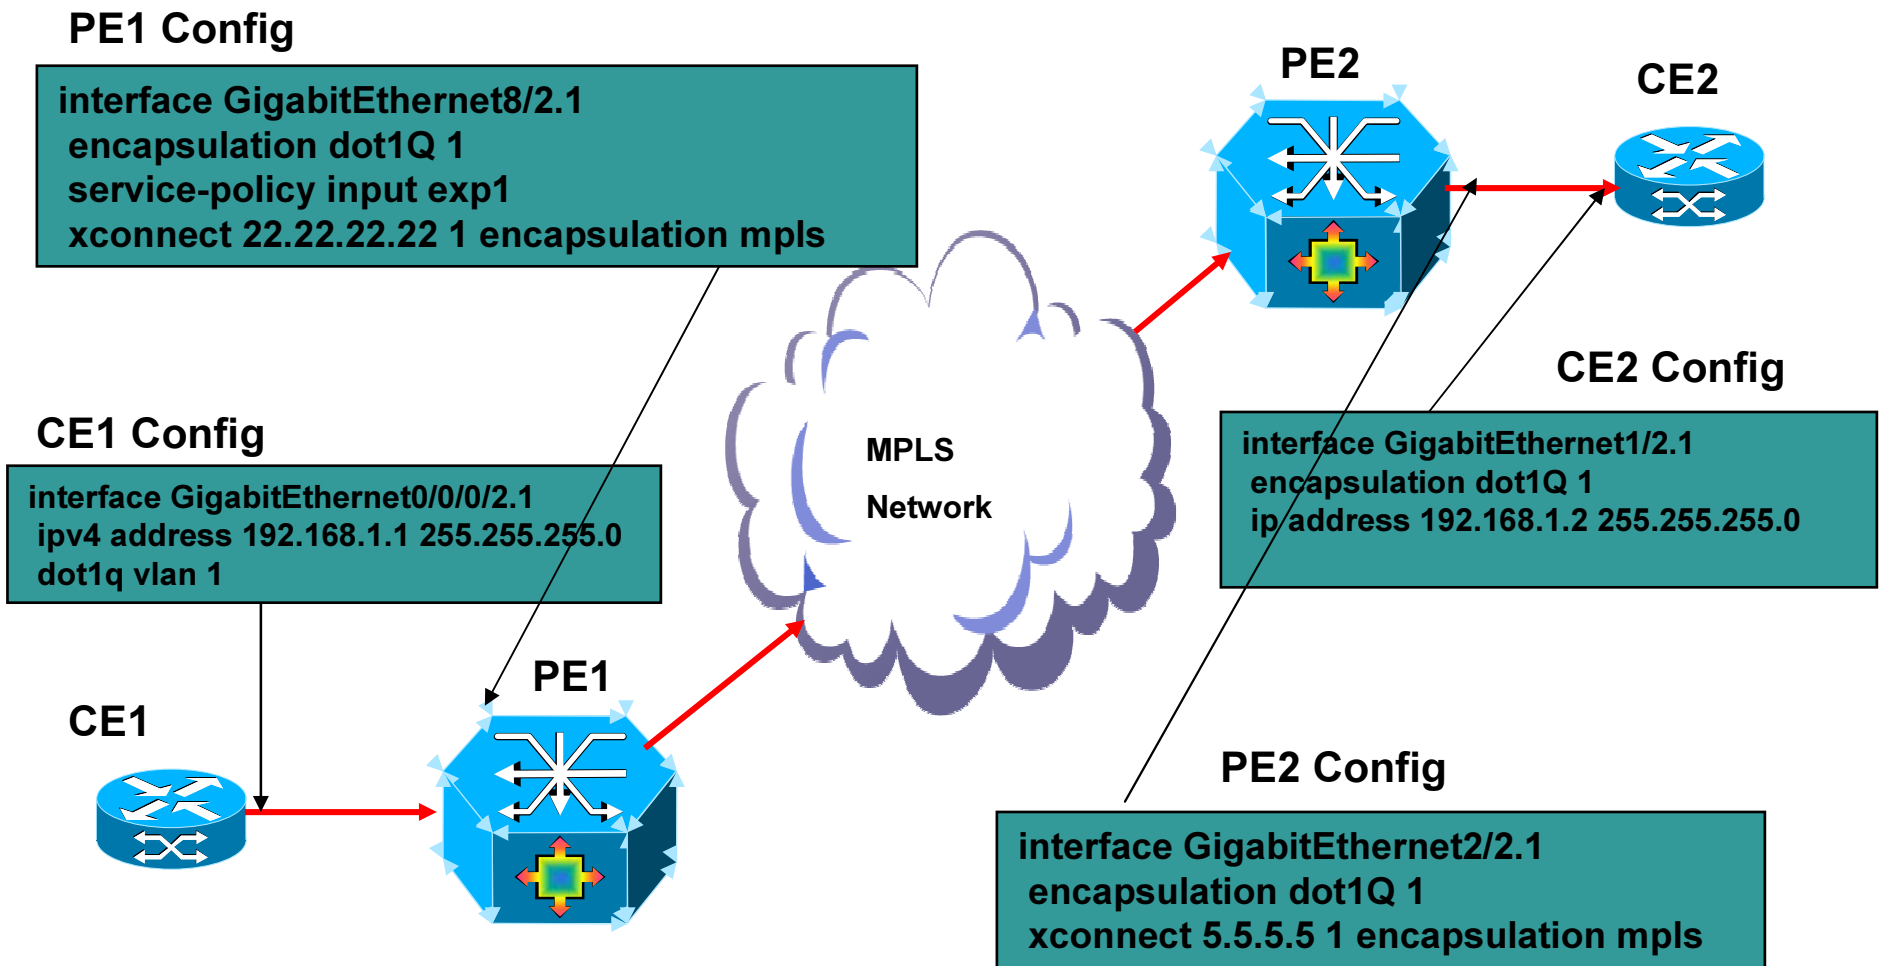 PE1 Config
interface GigabitEthernet8/2.1
encapsulation dot1Q 1
service-policy input exp1
xconnect 22.22.22.22 1 encapsulation mpls
PE2
CE2
CE2 Config
interface GigabitEthernet1/2.1
encapsulation dot1Q 1
ip address 192.168.1.2 255.255.255.0
MPLS
Network
CE1 Config
interface GigabitEthernet0/0/0/2.1
ipv4 address 192.168.1.1 255.255.255.0
dot1q vlan 1
PE1
CE1
PE2 Config
interface GigabitEthernet2/2.1
encapsulation dot1Q 1
xconnect 5.5.5.5 1 encapsulation mpls